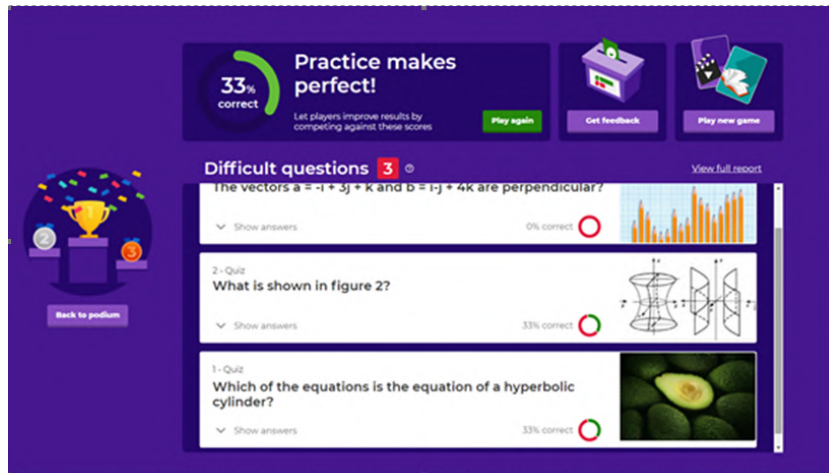 33%
correct
Practice makes
perfect!
Let players improve results by
competing against these scores
Play again
Get feedback
Play new game
Difficult questions 3
View full report
The vectors a = -i + 3j + k and b = i-j + 4k are perpendicular?
Show answers
0% correct
2 - Quiz
What is shown in figure 2?
Show answers
33% correct
1 - Quiz
Which of the equations is the equation of a hyperbolic
cylinder?
Show answers
33% correct
1
2
3
Back to podium